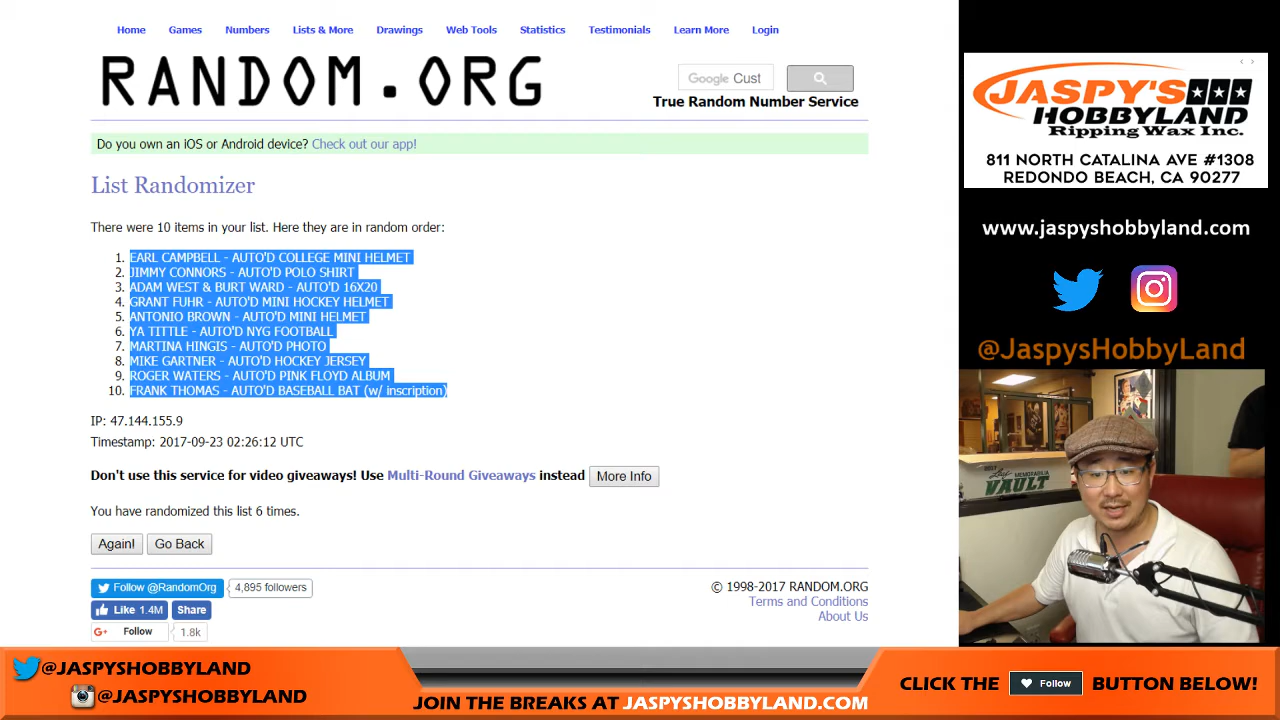 Home Games Numbers Lists & More Drawings Web Tools Statistics Testimonials Learn More Login
RANDOM.ORG
Google Cust
True Random Number Service
Do you own an iOS or Android device? Check out our app!
List Randomizer
There were 10 items in your list. Here they are in random order:
1. EARL CAMPBELL - AUTO'D COLLEGE MINI HELMET
2. JIMMY CONNORS - AUTO'D POLO SHIRT
3. ADAM WEST & BURT WARD - AUTO'D 16X20
4. GRANT FUHR - AUTO'D MINI HOCKEY HELMET
5. ANTONIO BROWN - AUTO'D MINI HELMET
6. YA TITTLE - AUTO'D NYG FOOTBALL
7. MARTINA HINGIS - AUTO'D PHOTO
8. MIKE GARTNER - AUTO'D HOCKEY JERSEY
9. ROGER WATERS - AUTO'D PINK FLOYD ALBUM
10. FRANK THOMAS - AUTO'D BASEBALL BAT (w/ inscription)
IP: 47.144.155.9
Timestamp: 2017-09-23 02:26:12 UTC
Don't use this service for video giveaways! Use Multi-Round Giveaways instead More Info
You have randomized this list 6 times.
Again! Go Back
Follow @RandomOrg 4,895 followers
Like 1.4M Share
G+ Follow 1.8k
© 1998-2017 RANDOM.ORG
Terms and Conditions
About Us
JASPY'S
HOBBYLAND
Ripping Wax Inc.
811 NORTH CATALINA AVE #1308
REDONDO BEACH, CA 90277
www.jaspyshobbyland.com
@JaspysHobbyLand
MEMORABILIA
VAULT
@JASPYSHOBBYLAND
@JASPYSHOBBYLAND
JOIN THE BREAKS AT JASPYSHOBBYLAND.COM
CLICK THE Follow BUTTON BELOW!